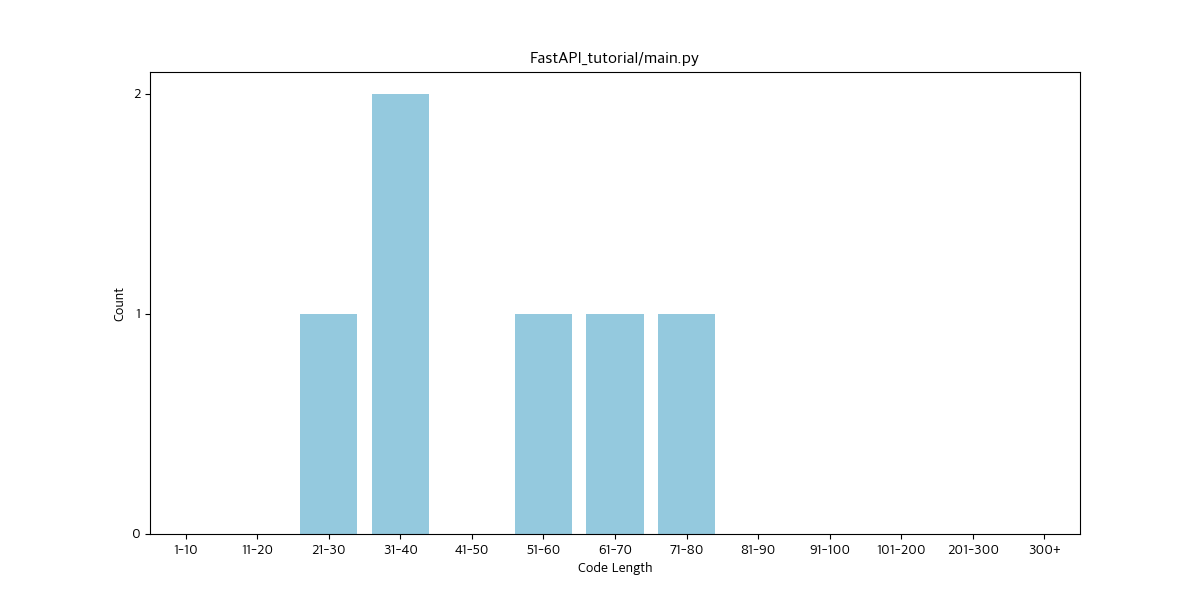 FastAPI_tutorial/main.py
2
1
0
Count
1-10 11-20 21-30 31-40 41-50 51-60 61-70 71-80 81-90 91-100 101-200 201-300 300+
Code Length